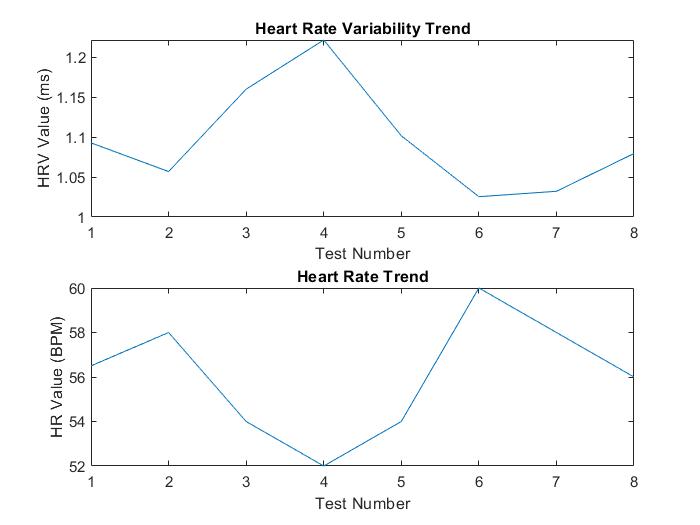 Heart Rate Variability Trend
1.2
1.15
1.1
1.05
1
HRV Value (ms)
1 2 3 4 5 6 7 8
Test Number
Heart Rate Trend
60
58
56
54
52
HR Value (BPM)
1 2 3 4 5 6 7 8
Test Number